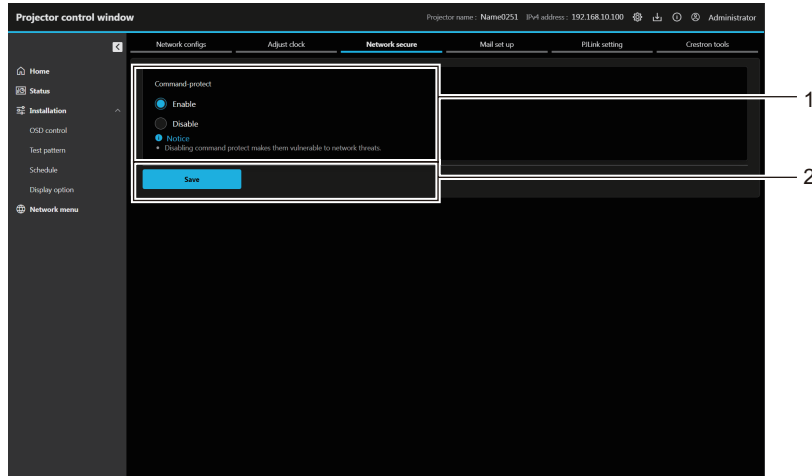 Projector control window
Projector name : Name0251 IPv4 address : 192.168.10.100 Administrator
Network configs Adjust clock Network secure Mail set up PJLink setting Crestron tools
Home
Status
Installation
OSD control
Test pattern
Schedule
Display option
Network menu
Command-protect
Enable
Disable
Notice
• Disabling command protect makes them vulnerable to network threats.
Save
1
2